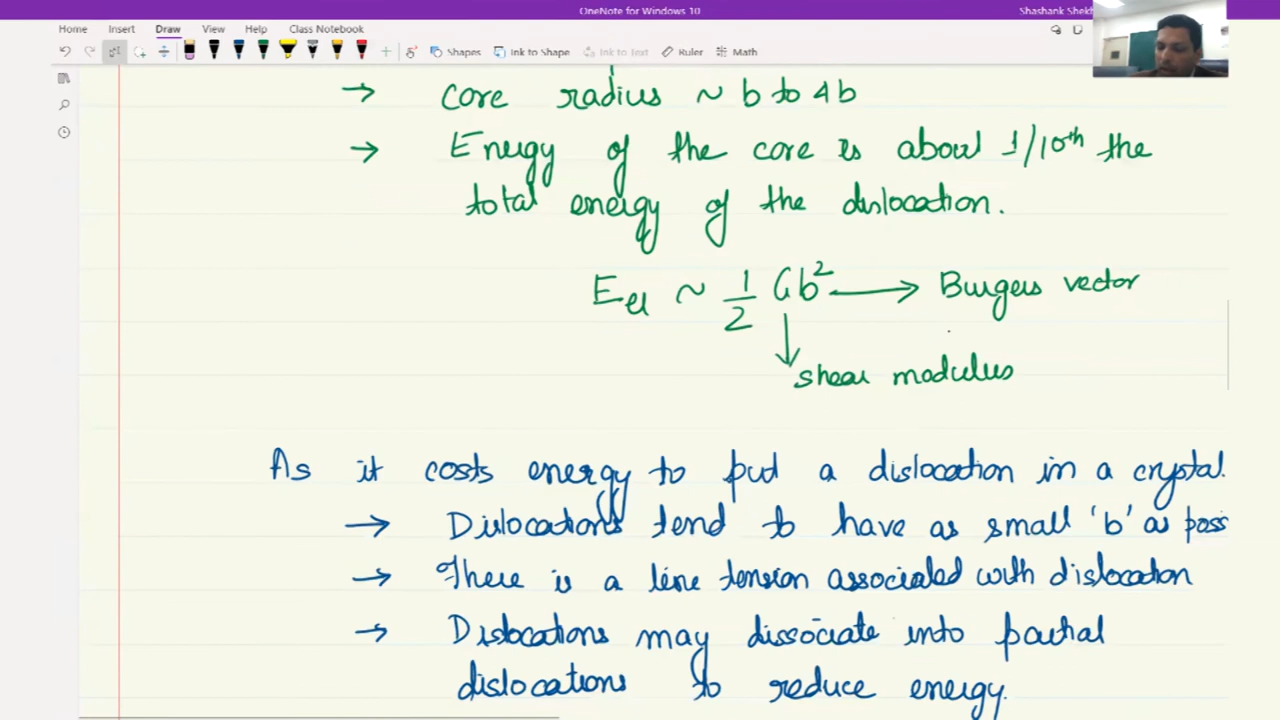 OneNote for Windows 10
Shashank Shekh
Home Insert Draw View Help Class Notebook
Shapes Ink to Shape Ink to Text Ruler Math
→ Core radius ~ b to 4b
→ Energy of the core is about 1/10th the
total energy of the dislocation.
Eel ~ 1/2 Gb² → Burgers vector
↓
shear modulus
As it costs energy to put a dislocation in a crystal.
→ Dislocations tend to have as small 'b' as poss
→ There is a line tension associated with dislocation
→ Dislocations may dissociate into partial
dislocations to reduce energy.